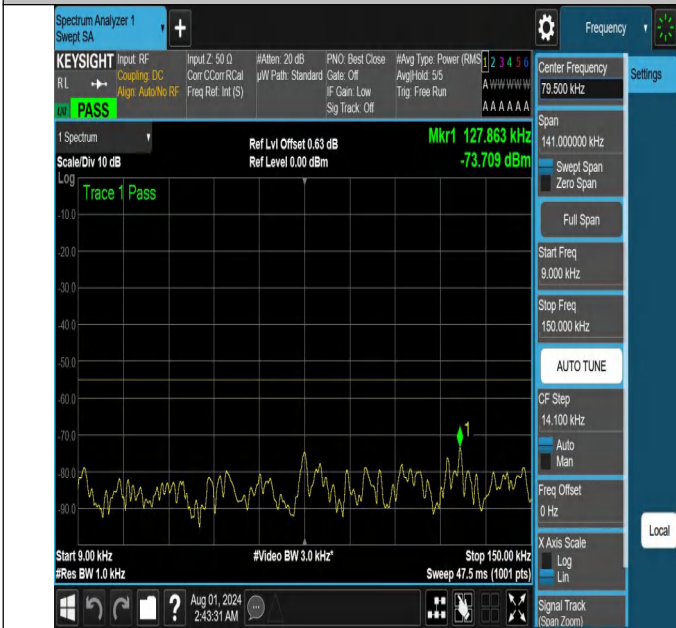 Spectrum Analyzer 1
Swept SA
+
Frequency
KEYSIGHT
Input: RF
Coupling: DC
Align: Auto/No RF
Input Z: 50 Ω
Corr CCorr RCal
Freq Ref: Int (S)
#Atten: 20 dB
µW Path: Standard
PNO: Best Close
Gate: Off
IF Gain: Low
Sig Track: Off
#Avg Type: Power (RMS
Avg|Hold: 5/5
Trig: Free Run
1 2 3 4 5 6
A W W W W W
A A A A A A
RL
PASS
1 Spectrum
Scale/Div 10 dB
Ref Lvl Offset 0.63 dB
Ref Level 0.00 dBm
Mkr1 127.863 kHz
-73.709 dBm
Log
Trace 1 Pass
-10.0
-20.0
-30.0
-40.0
-50.0
-60.0
-70.0
-80.0
-90.0
1
Start 9.00 kHz
#Res BW 1.0 kHz
#Video BW 3.0 kHz*
Stop 150.00 kHz
Sweep 47.5 ms (1001 pts)
Center Frequency
79.500 kHz
Settings
Span
141.000000 kHz
Swept Span
Zero Span
Full Span
Start Freq
9.000 kHz
Stop Freq
150.000 kHz
AUTO TUNE
CF Step
14.100 kHz
Auto
Man
Freq Offset
0 Hz
X Axis Scale
Log
Lin
Local
Signal Track
(Span Zoom)
?
Aug 01, 2024
2:43:31 AM